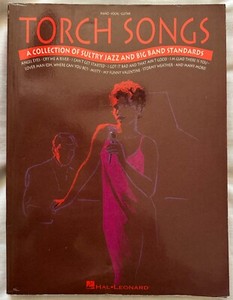 PIANO · VOCAL · GUITAR
TORCH SONGS
A COLLECTION OF SULTRY JAZZ AND BIG BAND STANDARDS
ANGEL EYES · CRY ME A RIVER · I CAN'T GET STARTED · I GOT IT BAD AND THAT AIN'T GOOD · I'M GLAD THERE IS YOU ·
LOVER MAN (OH, WHERE CAN YOU BE?) · MISTY · MY FUNNY VALENTINE · STORMY WEATHER · AND MANY MORE!
HAL•LEONARD